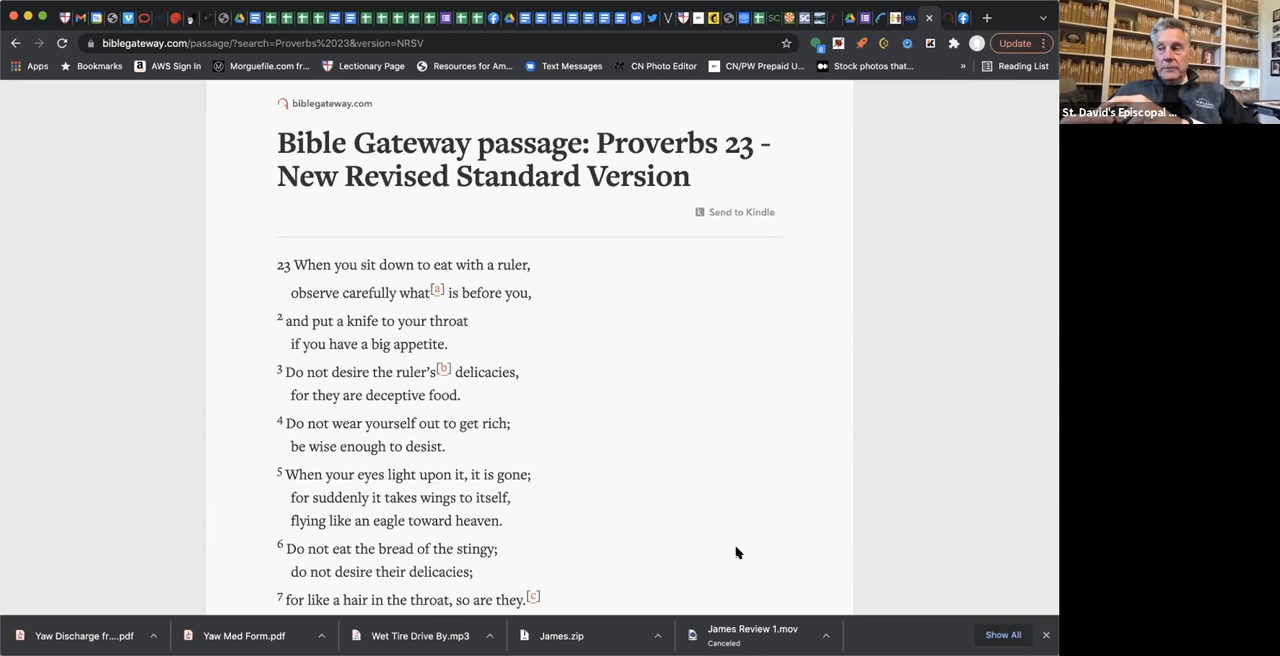 biblegateway.com/passage/?search=Proverbs%2023&version=NRSV
Update
Apps Bookmarks AWS Sign In Morguefile.com fr... Lectionary Page Resources for Am... Text Messages CN Photo Editor CN/PW Prepaid U... Stock photos that... » Reading List
St. David's Episcopal ...
biblegateway.com
Bible Gateway passage: Proverbs 23 -
New Revised Standard Version
Send to Kindle
23 When you sit down to eat with a ruler,
observe carefully what[a] is before you,
2 and put a knife to your throat
if you have a big appetite.
3 Do not desire the ruler's[b] delicacies,
for they are deceptive food.
4 Do not wear yourself out to get rich;
be wise enough to desist.
5 When your eyes light upon it, it is gone;
for suddenly it takes wings to itself,
flying like an eagle toward heaven.
6 Do not eat the bread of the stingy;
do not desire their delicacies;
7 for like a hair in the throat, so are they.[c]
Yaw Discharge fr....pdf Yaw Med Form.pdf Wet Tire Drive By.mp3 James.zip James Review 1.mov
Canceled
Show All